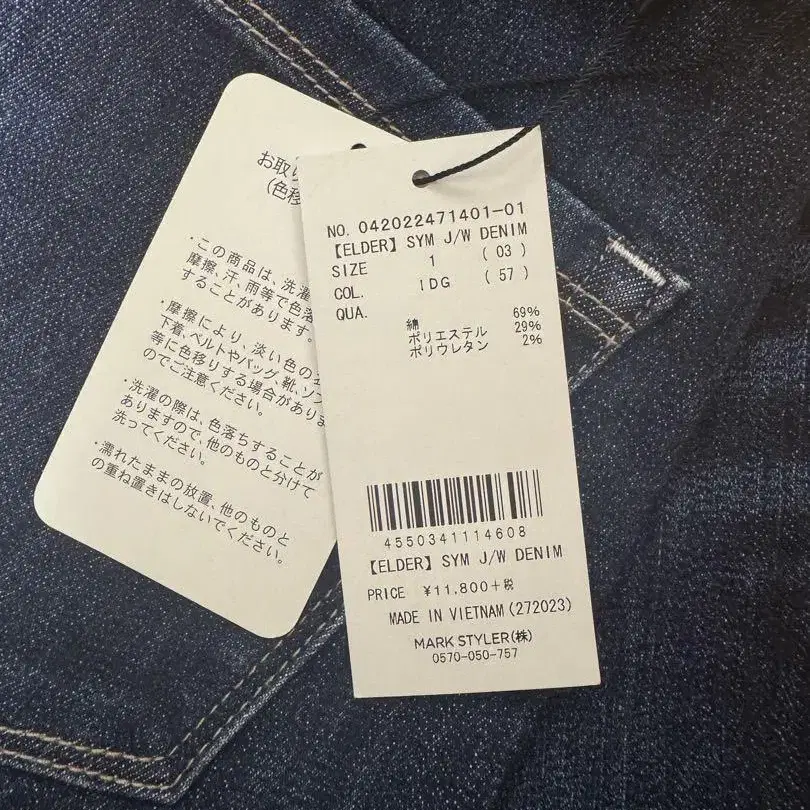 お取
(色移
・この商品は、洗濯
摩擦、汗、雨等で色落
することがあります。
・摩擦により、淡い色の
下着、ベルトやバッグ、靴、ソフ
等に色移りする場合がありま
のでご注意ください。
・洗濯の際は、色落ちすることが
ありますので、他のものと分けて
洗ってください。
・濡れたままの放置、他のものと
の重ね置きはしないでください。
NO. 042022471401-01
【ELDER】SYM J/W DENIM
SIZE 1 ( 03 )
COL. IDG ( 57 )
QUA.
綿 69%
ポリエステル 29%
ポリウレタン 2%
4550341114608
【ELDER】SYM J/W DENIM
PRICE ¥11,800+税
MADE IN VIETNAM(272023)
MARK STYLER(株)
0570-050-757